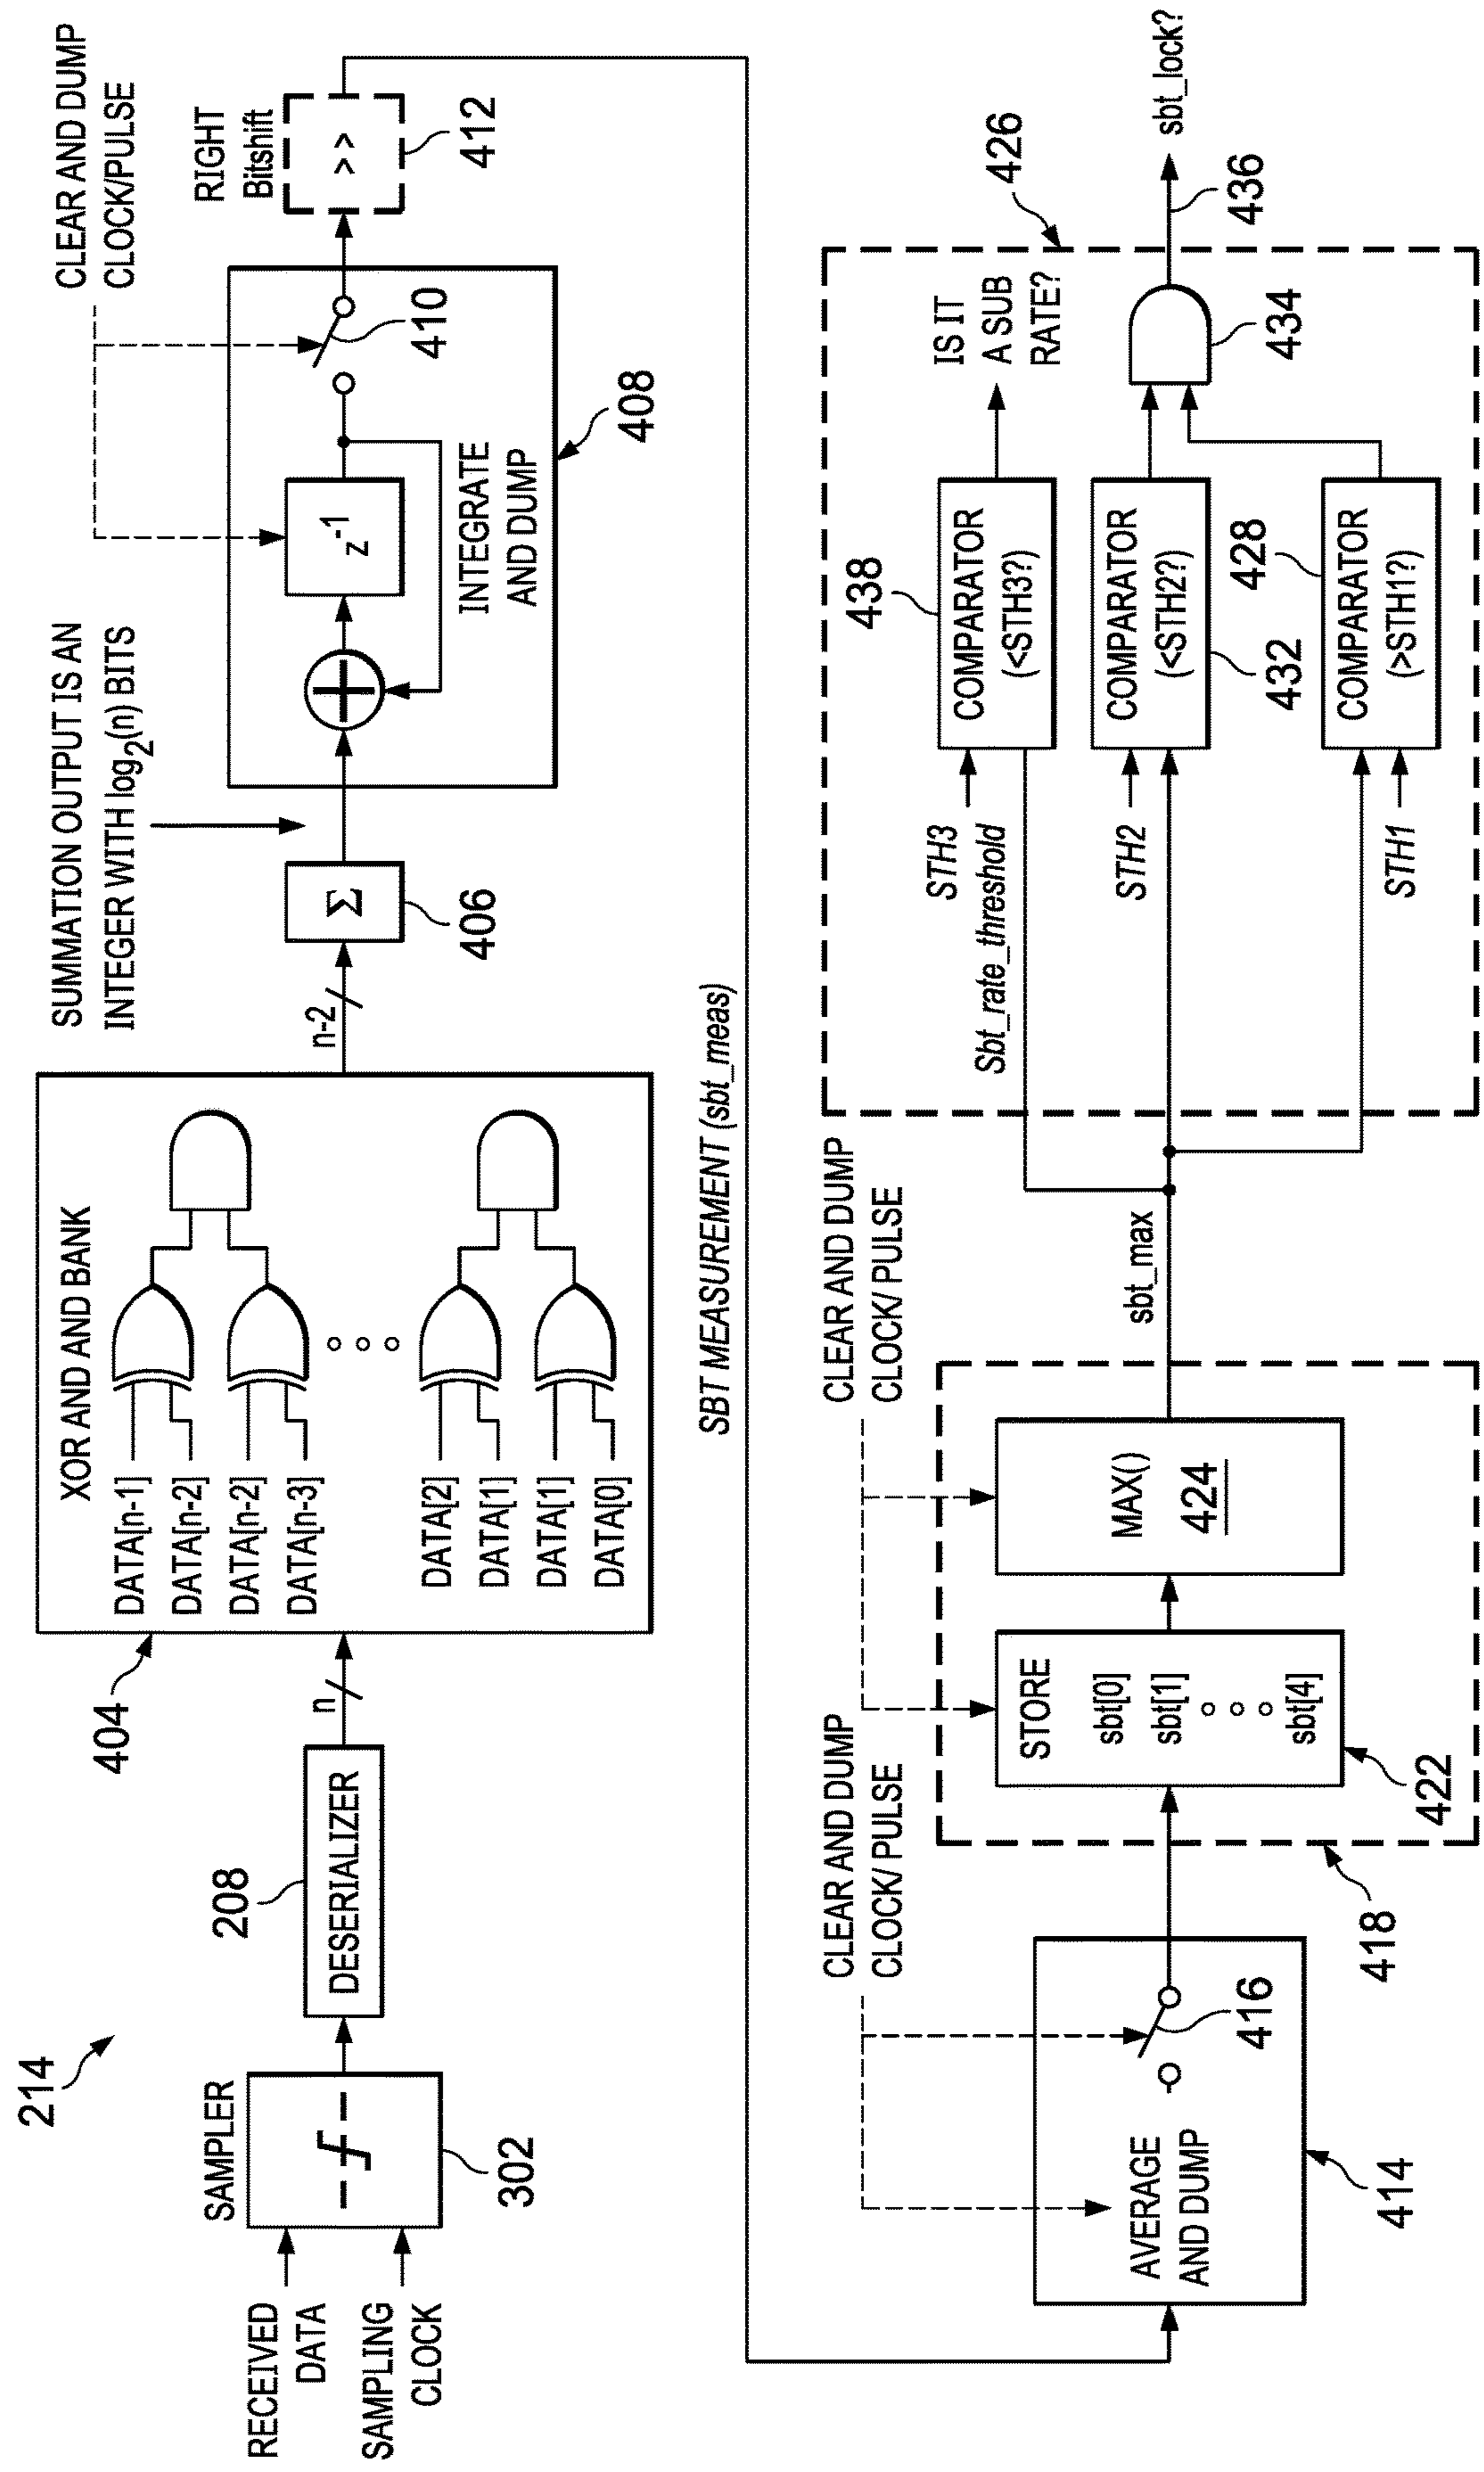 214
RECEIVED
DATA
SAMPLING
CLOCK
SAMPLER
302
DESERIALIZER
208
n
404
XOR AND AND BANK
DATA[n-1]
DATA[n-2]
DATA[n-2]
DATA[n-3]
DATA[2]
DATA[1]
DATA[1]
DATA[0]
n-2
Σ
406
SUMMATION OUTPUT IS AN
INTEGER WITH log2(n) BITS
z-1
410
INTEGRATE
AND DUMP
408
CLEAR AND DUMP
CLOCK/PULSE
RIGHT
Bitshift
>>
412
SBT MEASUREMENT (sbt_meas)
AVERAGE
AND DUMP
416
414
CLEAR AND DUMP
CLOCK/ PULSE
STORE
sbt[0]
sbt[1]
sbt[4]
422
418
MAX()
424
CLEAR AND DUMP
CLOCK/ PULSE
sbt_max
STH3
Sbt_rate_threshold
STH2
STH1
438
COMPARATOR
(<STH3?)
COMPARATOR
(<STH2?)
432
428
COMPARATOR
(>STH1?)
IS IT
A SUB
RATE?
434
426
436
sbt_lock?